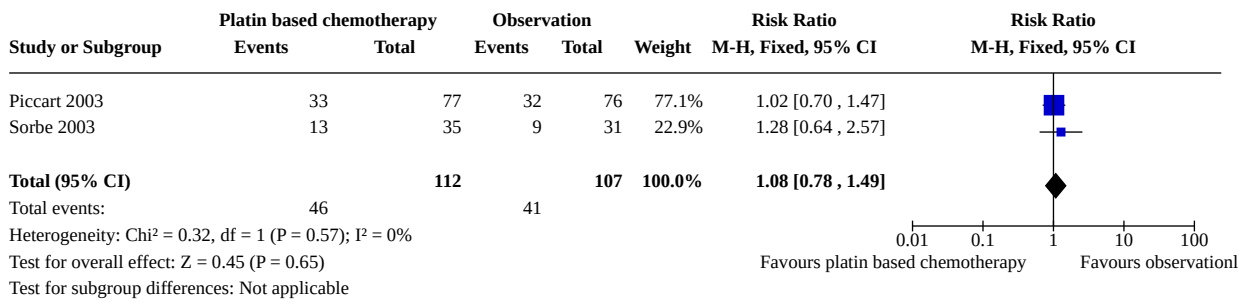 Platin based chemotherapy Observation Risk Ratio Risk Ratio
Study or Subgroup Events Total Events Total Weight M-H, Fixed, 95% CI M-H, Fixed, 95% CI
Piccart 2003 33 77 32 76 77.1% 1.02 [0.70 , 1.47]
Sorbe 2003 13 35 9 31 22.9% 1.28 [0.64 , 2.57]
Total (95% CI) 112 107 100.0% 1.08 [0.78 , 1.49]
Total events: 46 41
Heterogeneity: Chi² = 0.32, df = 1 (P = 0.57); I² = 0%
0.01 0.1 1 10 100
Test for overall effect: Z = 0.45 (P = 0.65) Favours platin based chemotherapy Favours observationl
Test for subgroup differences: Not applicable